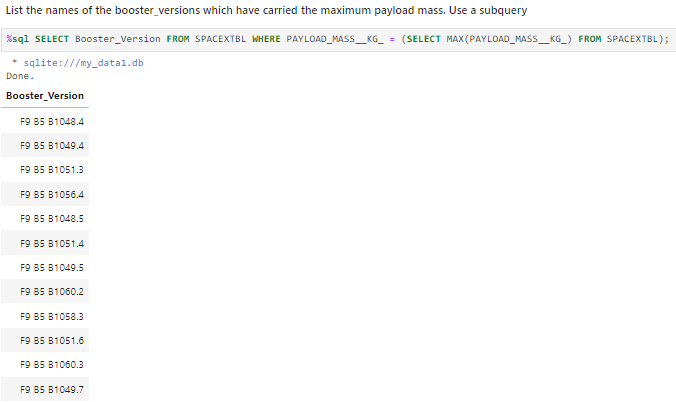 List the names of the booster_versions which have carried the maximum payload mass. Use a subquery
%sql SELECT Booster_Version FROM SPACEXTBL WHERE PAYLOAD_MASS__KG_ = (SELECT MAX(PAYLOAD_MASS__KG_) FROM SPACEXTBL);
* sqlite:///my_data1.db
Done.
Booster_Version
F9 B5 B1048.4
F9 B5 B1049.4
F9 B5 B1051.3
F9 B5 B1056.4
F9 B5 B1048.5
F9 B5 B1051.4
F9 B5 B1049.5
F9 B5 B1060.2
F9 B5 B1058.3
F9 B5 B1051.6
F9 B5 B1060.3
F9 B5 B1049.7